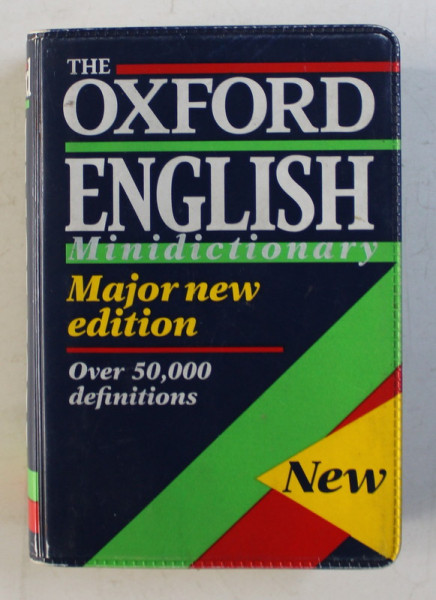 THE
OXFORD
ENGLISH
Minidictionary
Major new
edition
Over 50,000
definitions
New